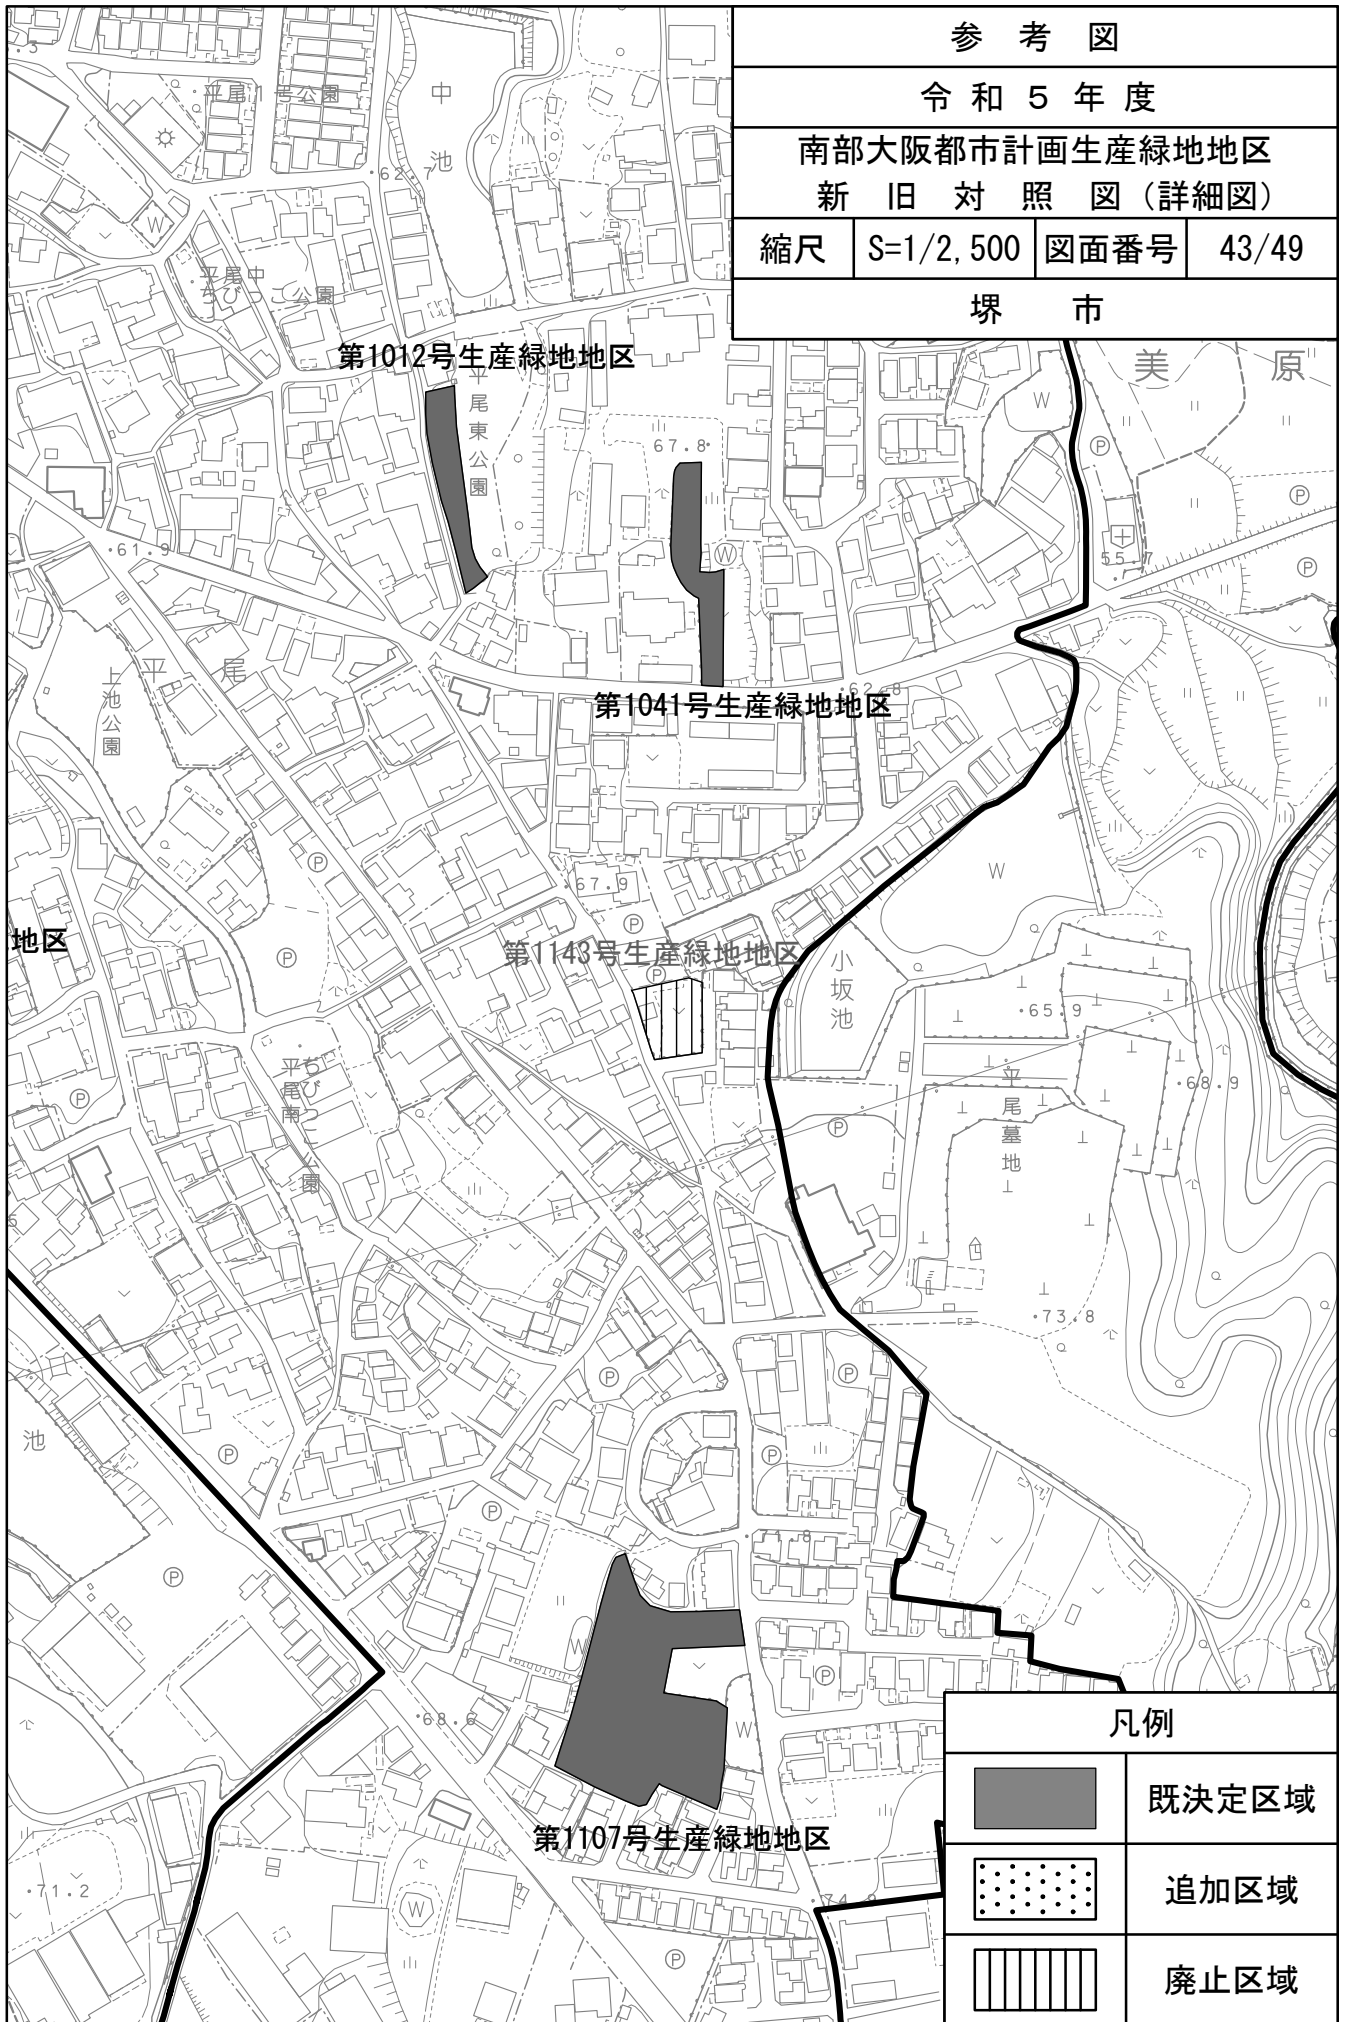 参 考 図
令 和 ５ 年 度
南部大阪都市計画生産緑地地区
新 旧 対 照 図（詳細図）
縮尺 S=1/2,500 図面番号 43/49
堺 市
平尾1号公園
中池
62.7
W
平尾中
ちびっこ公園
第1012号生産緑地地区
平尾東公園
67.8
W
美 原
W
P
P
55.7
P
61.9
平 尾
上池公園
第1041号生産緑地地区
62.8
P
67.9
P
W
地区
P
第1143号生産緑地地区
P
小坂池
65.9
68.9
平尾墓地
P
平尾南
ちびっこ公園
P
73.8
P
P
池
P
P
P
71.8
P
W
P
68.6
W
第1107号生産緑地地区
71.2
W
74.9
P
凡例
既決定区域
追加区域
廃止区域